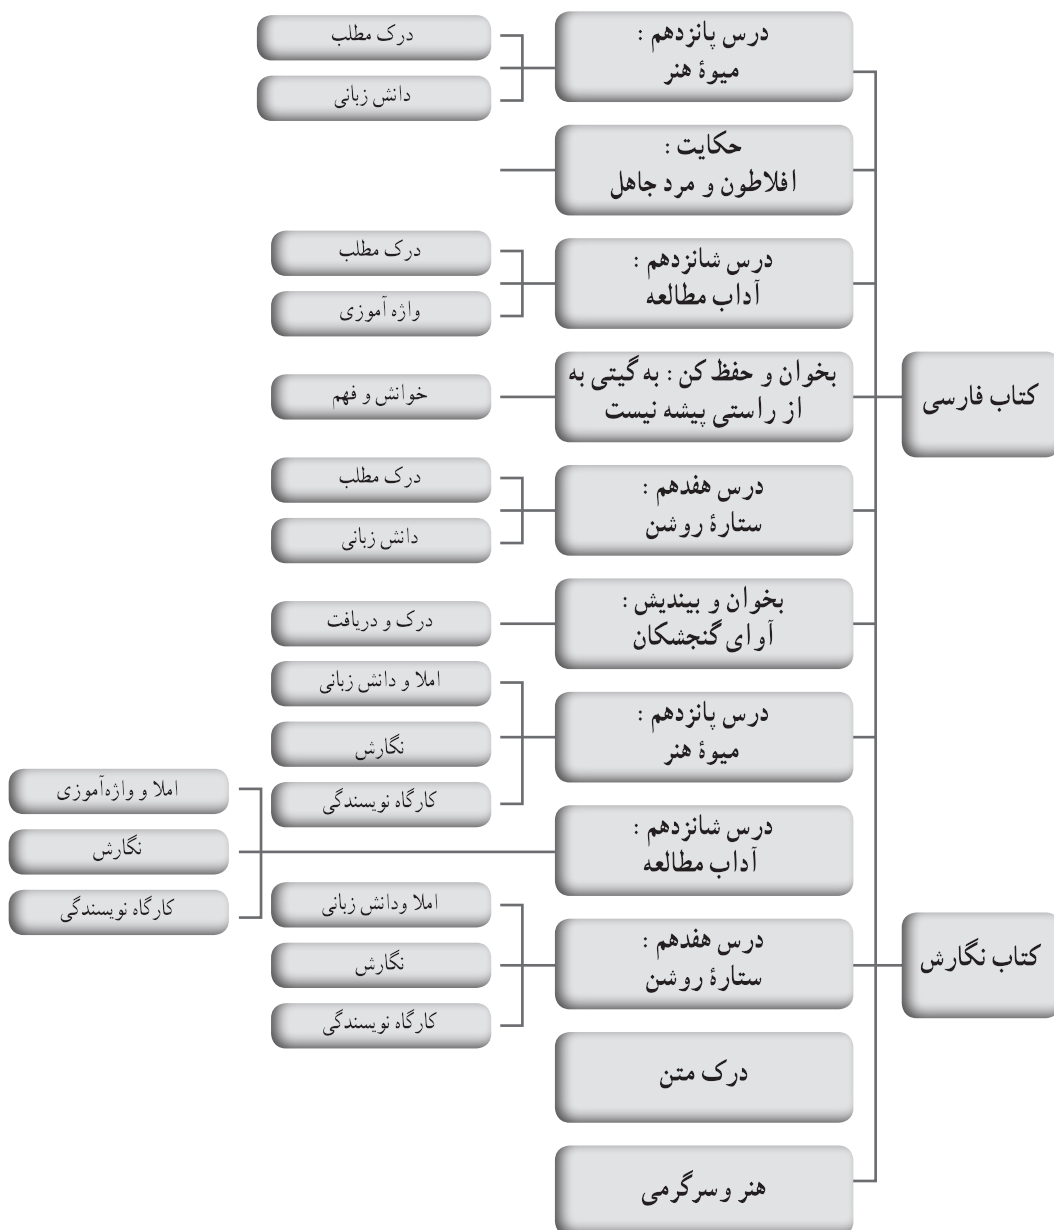 کتاب فارسی
درس پانزدهم :
میوهٔ هنر
درک مطلب
دانش زبانی
حکایت :
افلاطون و مرد جاهل
درس شانزدهم :
آداب مطالعه
درک مطلب
واژه آموزی
بخوان و حفظ کن : به گیتی به
از راستی پیشه نیست
خوانش و فهم
درس هفدهم :
ستارهٔ روشن
درک مطلب
دانش زبانی
بخوان و بیندیش :
آوای گنجشکان
درک و دریافت
کتاب نگارش
درس پانزدهم :
میوهٔ هنر
املا و دانش زبانی
نگارش
کارگاه نویسندگی
درس شانزدهم :
آداب مطالعه
املا و واژه‌آموزی
نگارش
کارگاه نویسندگی
درس هفدهم :
ستارهٔ روشن
املا ودانش زبانی
نگارش
کارگاه نویسندگی
درک متن
هنر و سرگرمی